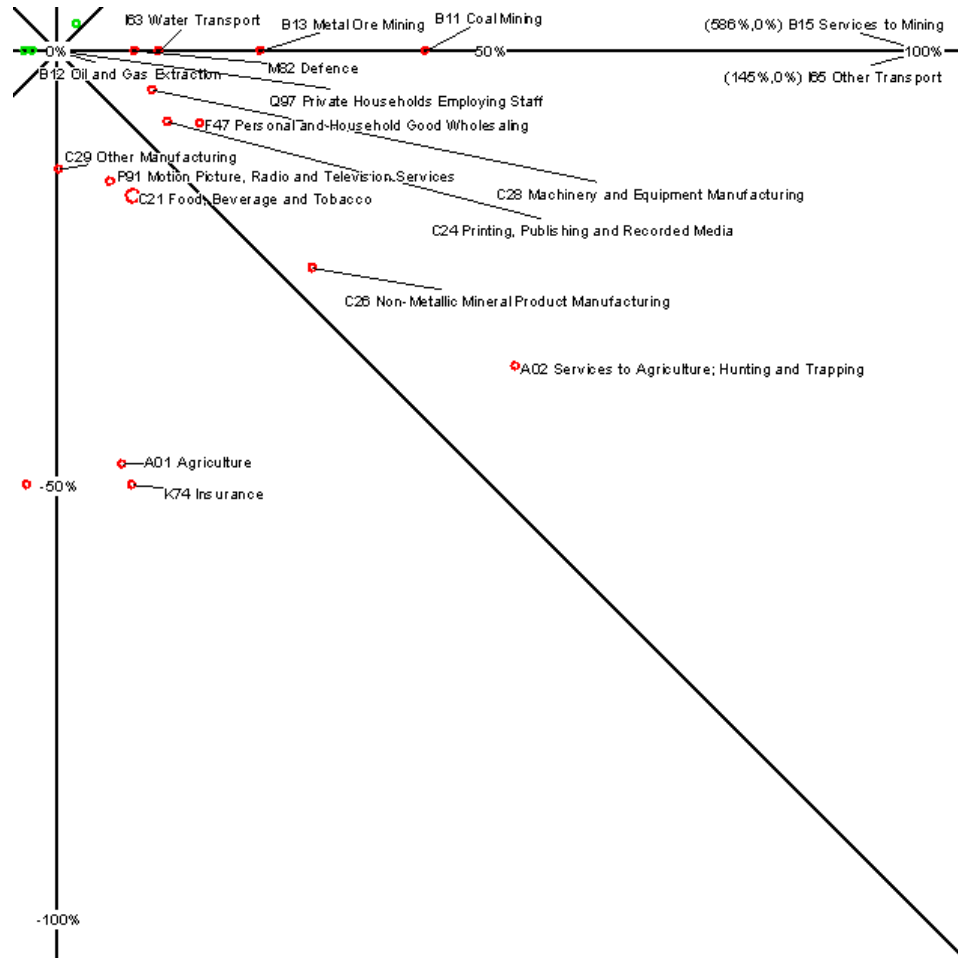 I63 Water Transport
B13 Metal Ore Mining
B11 Coal Mining
(586%,0%) B15 Services to Mining
0%
50%
100%
B12 Oil and Gas Extraction
M82 Defence
(145%,0%) I65 Other Transport
Q97 Private Households Employing Staff
F47 Personal and Household Good Wholesaling
C29 Other Manufacturing
P91 Motion Picture, Radio and Television Services
C28 Machinery and Equipment Manufacturing
C21 Food, Beverage and Tobacco
C24 Printing, Publishing and Recorded Media
C26 Non-Metallic Mineral Product Manufacturing
A02 Services to Agriculture; Hunting and Trapping
A01 Agriculture
-50%
K74 Insurance
-100%